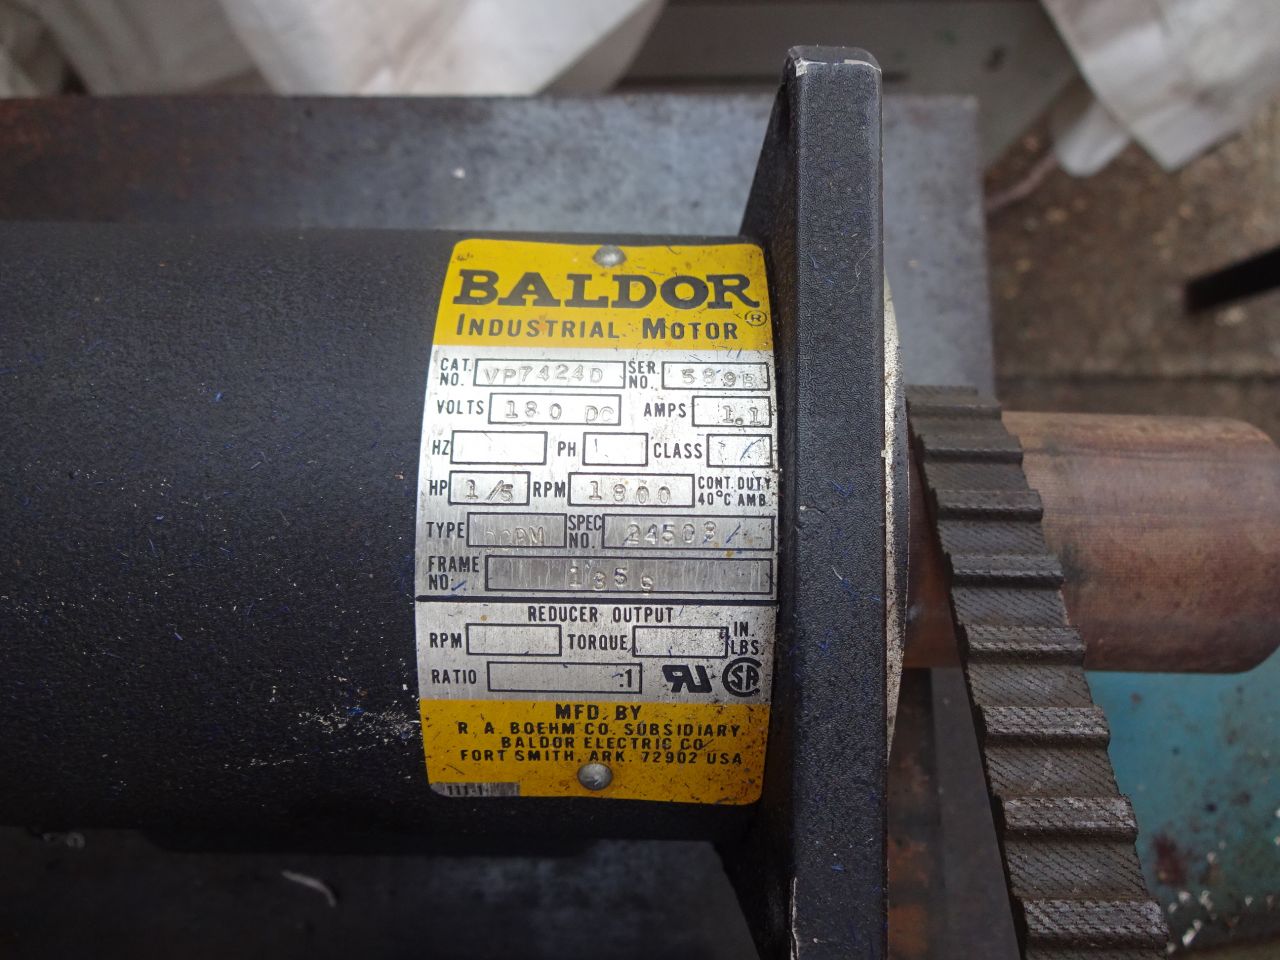 BALDOR ®
INDUSTRIAL MOTOR
CAT. NO. VP7424D SER. NO. 589B
VOLTS 180 DC AMPS 1.1
HZ PH CLASS
HP 1/5 RPM 1800 CONT. DUTY 40°C AMB.
TYPE SPEC. NO.
FRAME NO.
REDUCER OUTPUT
RPM TORQUE IN. LBS.
RATIO :1
MFD. BY
R. A. BOEHM CO. SUBSIDIARY
BALDOR ELECTRIC CO.
FORT SMITH, ARK. 72902 USA